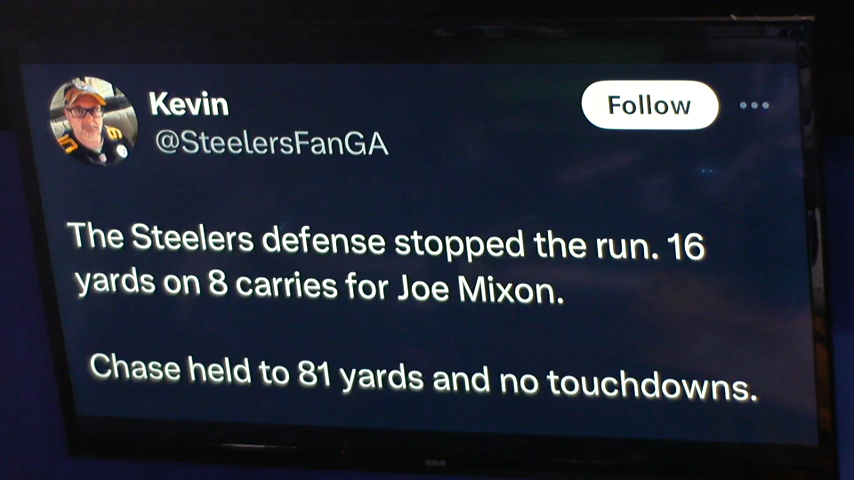 Kevin
@SteelersFanGA
Follow
The Steelers defense stopped the run. 16
yards on 8 carries for Joe Mixon.
Chase held to 81 yards and no touchdowns.
RCA